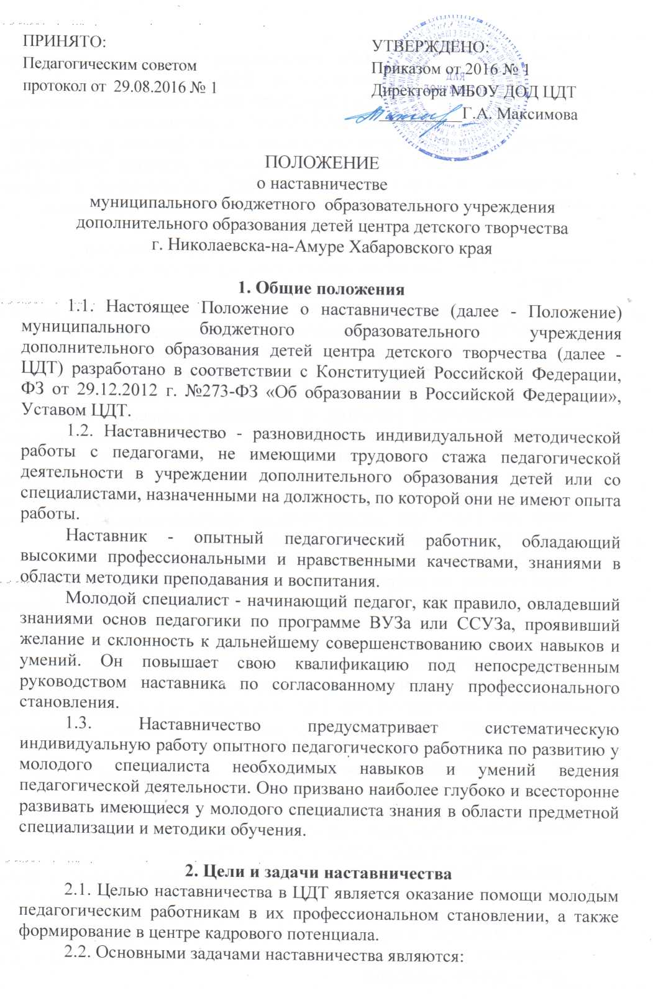 ПРИНЯТО:
Педагогическим советом
протокол от  29.08.2016 № 1
УТВЕРЖДЕНО:
Приказом от 2016 № 1
Директора МБОУ ДОД ЦДТ
__________Г.А. Максимова
ДЛЯ
ДОКУМЕНТОВ
ПОЛОЖЕНИЕ
о наставничестве
муниципального бюджетного  образовательного учреждения
дополнительного образования детей центра детского творчества
г. Николаевска-на-Амуре Хабаровского края
1. Общие положения
1.1. Настоящее Положение о наставничестве (далее - Положение)
муниципального бюджетного образовательного учреждения
дополнительного образования детей центра детского творчества (далее -
ЦДТ) разработано в соответствии с Конституцией Российской Федерации,
ФЗ от 29.12.2012 г. №273-ФЗ «Об образовании в Российской Федерации»,
Уставом ЦДТ.
1.2. Наставничество - разновидность индивидуальной методической
работы с педагогами, не имеющими трудового стажа педагогической
деятельности в учреждении дополнительного образования детей или со
специалистами, назначенными на должность, по которой они не имеют опыта
работы.
Наставник - опытный педагогический работник, обладающий
высокими профессиональными и нравственными качествами, знаниями в
области методики преподавания и воспитания.
Молодой специалист - начинающий педагог, как правило, овладевший
знаниями основ педагогики по программе ВУЗа или ССУЗа, проявивший
желание и склонность к дальнейшему совершенствованию своих навыков и
умений. Он повышает свою квалификацию под непосредственным
руководством наставника по согласованному плану профессионального
становления.
1.3. Наставничество предусматривает систематическую
индивидуальную работу опытного педагогического работника по развитию у
молодого специалиста необходимых навыков и умений ведения
педагогической деятельности. Оно призвано наиболее глубоко и всесторонне
развивать имеющиеся у молодого специалиста знания в области предметной
специализации и методики обучения.
2. Цели и задачи наставничества
2.1. Целью наставничества в ЦДТ является оказание помощи молодым
педагогическим работникам в их профессиональном становлении, а также
формирование в центре кадрового потенциала.
2.2. Основными задачами наставничества являются: